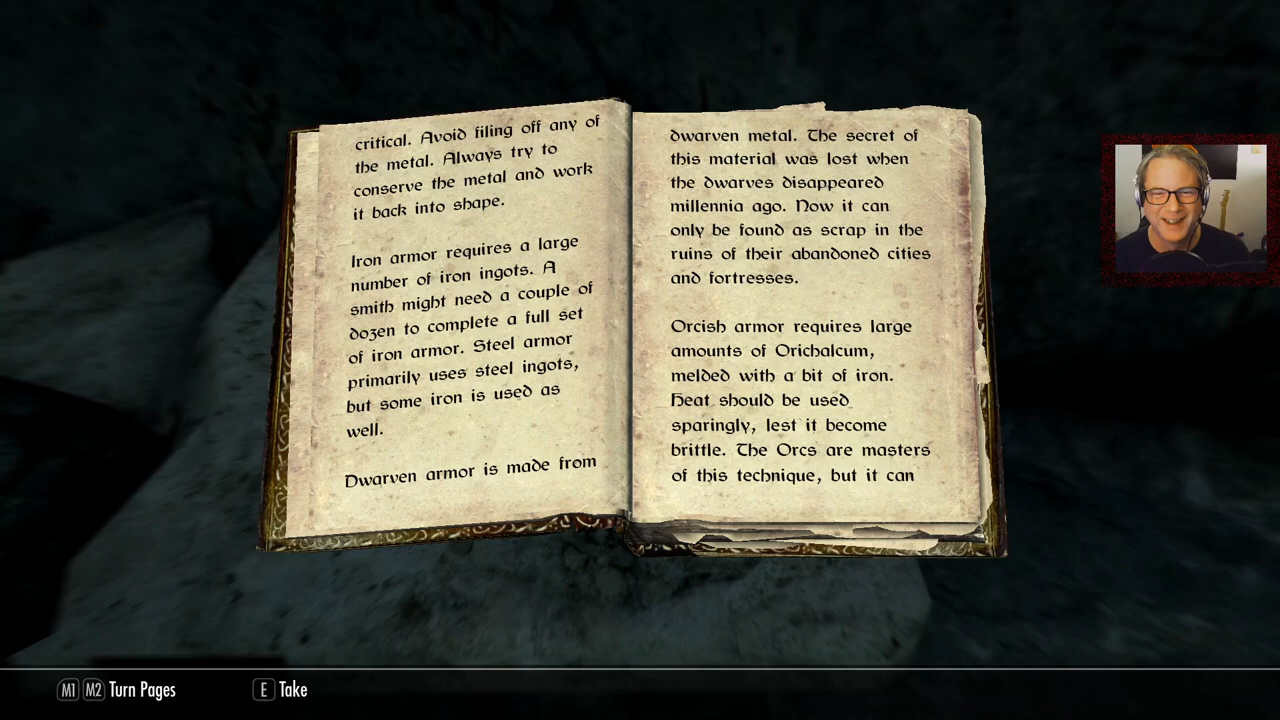 critical. Avoid filing off any of
the metal. Always try to
conserve the metal and work
it back into shape.
Iron armor requires a large
number of iron ingots. A
smith might need a couple of
dozen to complete a full set
of iron armor. Steel armor
primarily uses steel ingots,
but some iron is used as
well.
Dwarven armor is made from
dwarven metal. The secret of
this material was lost when
the dwarves disappeared
millennia ago. Now it can
only be found as scrap in the
ruins of their abandoned cities
and fortresses.
Orcish armor requires large
amounts of Orichalcum,
melded with a bit of iron.
Heat should be used
sparingly, lest it become
brittle. The Orcs are masters
of this technique, but it can
M1 M2 Turn Pages
E Take